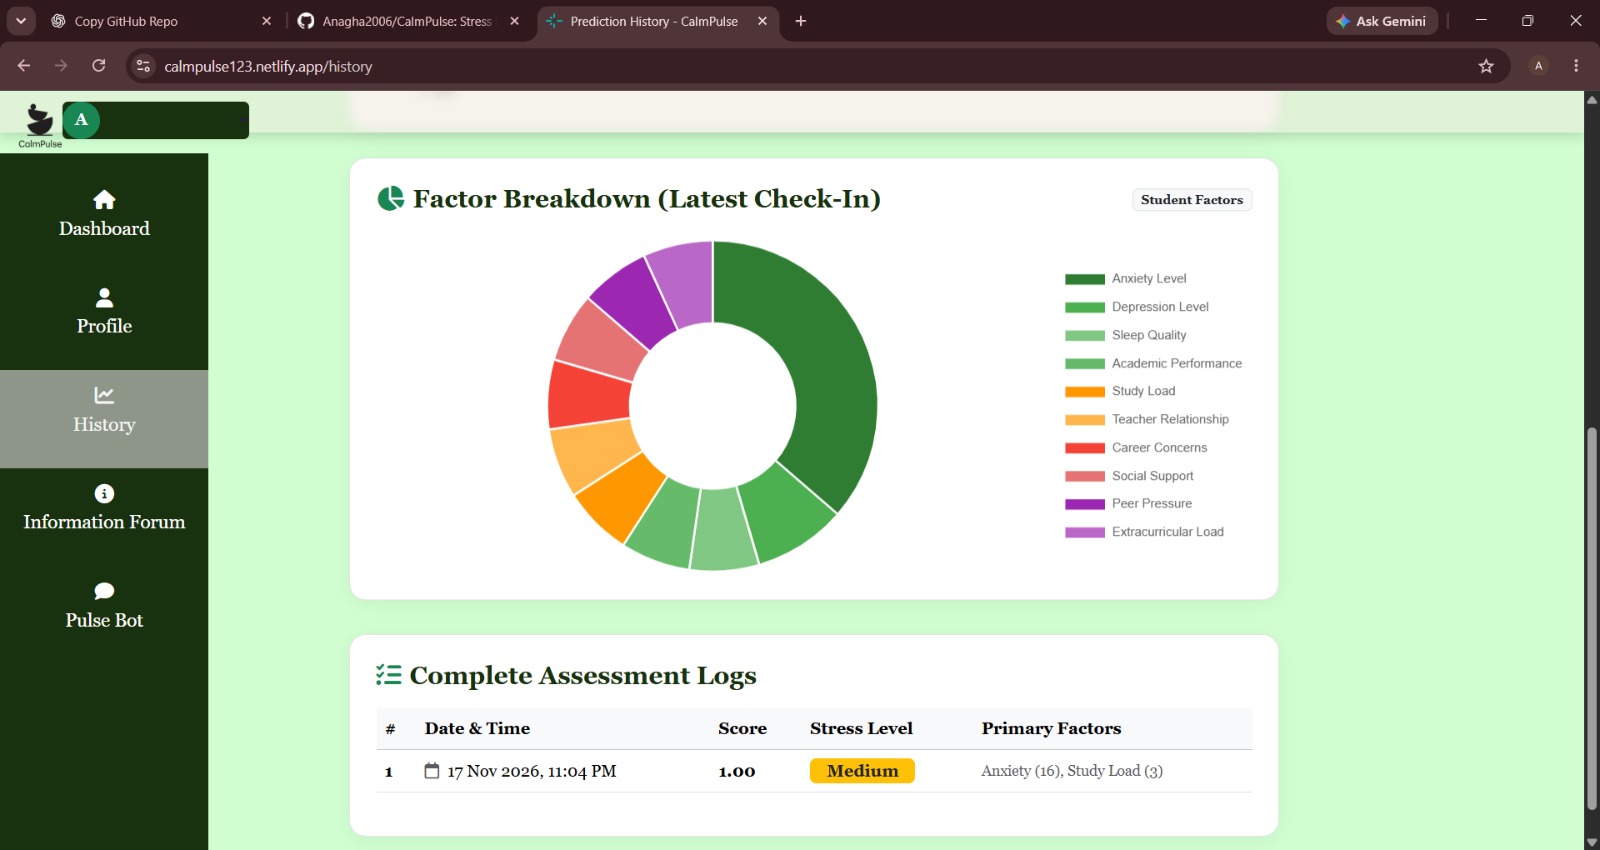 Copy GitHub Repo
Anagha2006/CalmPulse: Stress
Prediction History - CalmPulse
Ask Gemini
calmpulse123.netlify.app/history
A
CalmPulse
A
Dashboard
Profile
History
Information Forum
Pulse Bot
Factor Breakdown (Latest Check-In)
Student Factors
Anxiety Level
Depression Level
Sleep Quality
Academic Performance
Study Load
Teacher Relationship
Career Concerns
Social Support
Peer Pressure
Extracurricular Load
Complete Assessment Logs
# Date & Time Score Stress Level Primary Factors
1 17 Nov 2026, 11:04 PM 1.00 Medium Anxiety (16), Study Load (3)